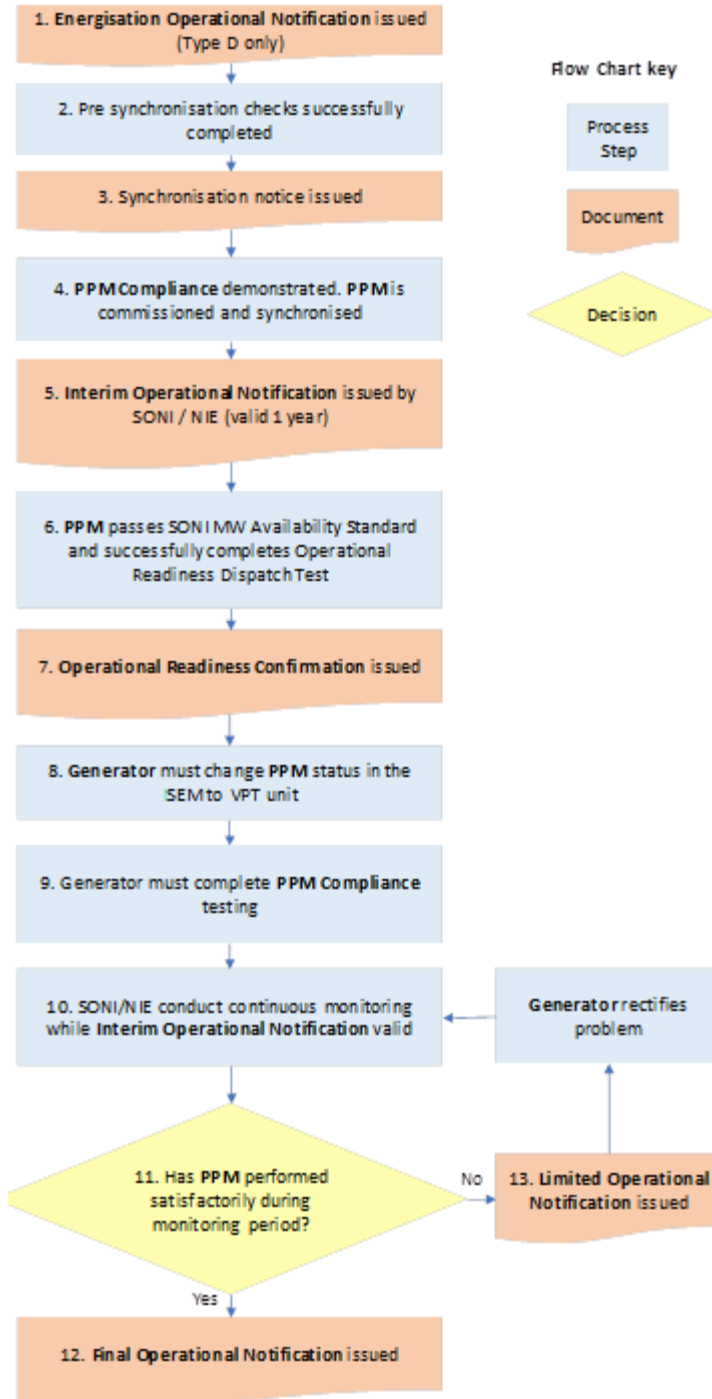 1. Energisation Operational Notification issued
(Type D only)
Flow Chart key
2. Pre synchronisation checks successfully
completed
Process
Step
3. Synchronisation notice issued
Document
4. PPM Compliance demonstrated. PPM is
commissioned and synchronised
Decision
5. Interim Operational Notification issued by
SONI / NIE (valid 1 year)
6. PPM passes SONI MW Availability Standard
and successfully completes Operational
Readiness Dispatch Test
7. Operational Readiness Confirmation issued
8. Generator must change PPM status in the
SEM to VPT unit
9. Generator must complete PPM Compliance
testing
10. SONI/NIE conduct continuous monitoring
while Interim Operational Notification valid
Generator rectifies
problem
11. Has PPM performed
satisfactorily during
monitoring period?
No
13. Limited Operational
Notification issued
Yes
12. Final Operational Notification issued